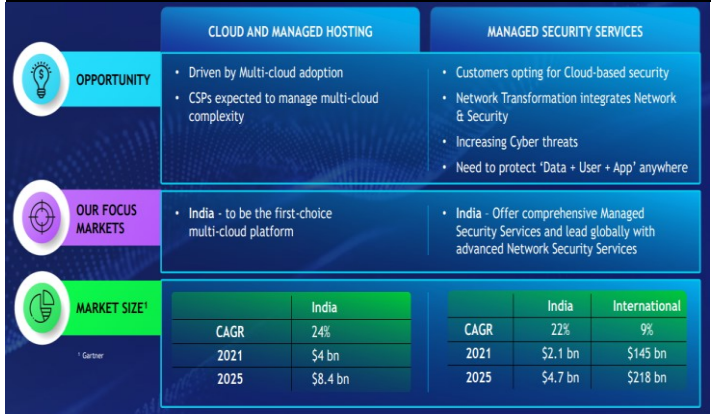 CLOUD AND MANAGED HOSTING
MANAGED SECURITY SERVICES
OPPORTUNITY
• Driven by Multi-cloud adoption
• CSPs expected to manage multi-cloud
complexity
• Customers opting for Cloud-based security
• Network Transformation integrates Network
& Security
• Increasing Cyber threats
• Need to protect ‘Data + User + App’ anywhere
OUR FOCUS
MARKETS
• India - to be the first-choice
multi-cloud platform
• India – Offer comprehensive Managed
Security Services and lead globally with
advanced Network Security Services
MARKET SIZE¹
¹ Gartner
India
CAGR 24%
2021 $4 bn
2025 $8.4 bn
India International
CAGR 22% 9%
2021 $2.1 bn $145 bn
2025 $4.7 bn $218 bn